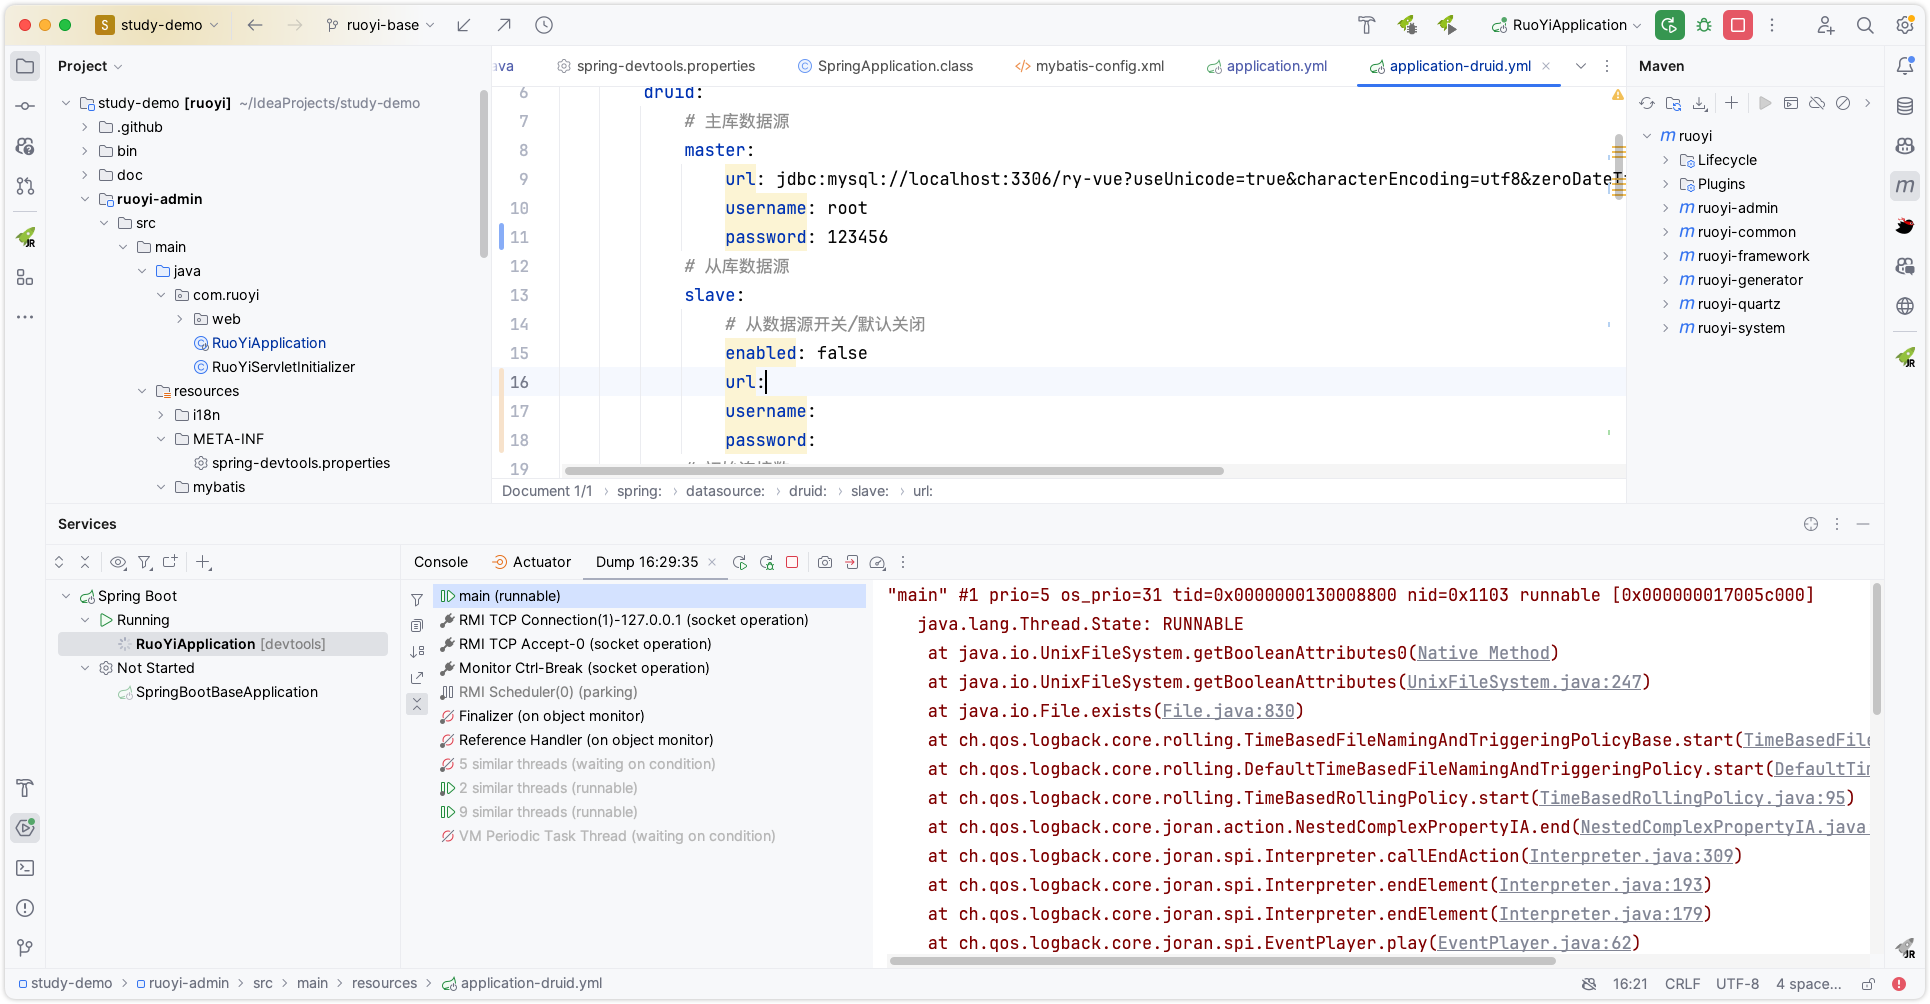 S study-demo ruoyi-base RuoYiApplication
Project
study-demo [ruoyi] ~/IdeaProjects/study-demo
.github
bin
doc
ruoyi-admin
src
main
java
com.ruoyi
web
RuoYiApplication
RuoYiServletInitializer
resources
i18n
META-INF
spring-devtools.properties
mybatis
ava spring-devtools.properties SpringApplication.class mybatis-config.xml application.yml application-druid.yml
6 druid:
7 # 主库数据源
8 master:
9 url: jdbc:mysql://localhost:3306/ry-vue?useUnicode=true&characterEncoding=utf8&zeroDateT
10 username: root
11 password: 123456
12 # 从库数据源
13 slave:
14 # 从数据源开关/默认关闭
15 enabled: false
16 url:
17 username:
18 password:
19
Document 1/1 › spring: › datasource: › druid: › slave: › url:
Maven
ruoyi
Lifecycle
Plugins
ruoyi-admin
ruoyi-common
ruoyi-framework
ruoyi-generator
ruoyi-quartz
ruoyi-system
Services
Spring Boot
Running
RuoYiApplication [devtools]
Not Started
SpringBootBaseApplication
Console Actuator Dump 16:29:35
main (runnable)
RMI TCP Connection(1)-127.0.0.1 (socket operation)
RMI TCP Accept-0 (socket operation)
Monitor Ctrl-Break (socket operation)
RMI Scheduler(0) (parking)
Finalizer (on object monitor)
Reference Handler (on object monitor)
5 similar threads (waiting on condition)
2 similar threads (runnable)
9 similar threads (runnable)
VM Periodic Task Thread (waiting on condition)
"main" #1 prio=5 os_prio=31 tid=0x0000000130008800 nid=0x1103 runnable [0x000000017005c000]
java.lang.Thread.State: RUNNABLE
at java.io.UnixFileSystem.getBooleanAttributes0(Native Method)
at java.io.UnixFileSystem.getBooleanAttributes(UnixFileSystem.java:247)
at java.io.File.exists(File.java:830)
at ch.qos.logback.core.rolling.TimeBasedFileNamingAndTriggeringPolicyBase.start(TimeBasedFile
at ch.qos.logback.core.rolling.DefaultTimeBasedFileNamingAndTriggeringPolicy.start(DefaultTim
at ch.qos.logback.core.rolling.TimeBasedRollingPolicy.start(TimeBasedRollingPolicy.java:95)
at ch.qos.logback.core.joran.action.NestedComplexPropertyIA.end(NestedComplexPropertyIA.java
at ch.qos.logback.core.joran.spi.Interpreter.callEndAction(Interpreter.java:309)
at ch.qos.logback.core.joran.spi.Interpreter.endElement(Interpreter.java:193)
at ch.qos.logback.core.joran.spi.Interpreter.endElement(Interpreter.java:179)
at ch.qos.logback.core.joran.spi.EventPlayer.play(EventPlayer.java:62)
study-demo › ruoyi-admin › src › main › resources › application-druid.yml
16:21 CRLF UTF-8 4 space...